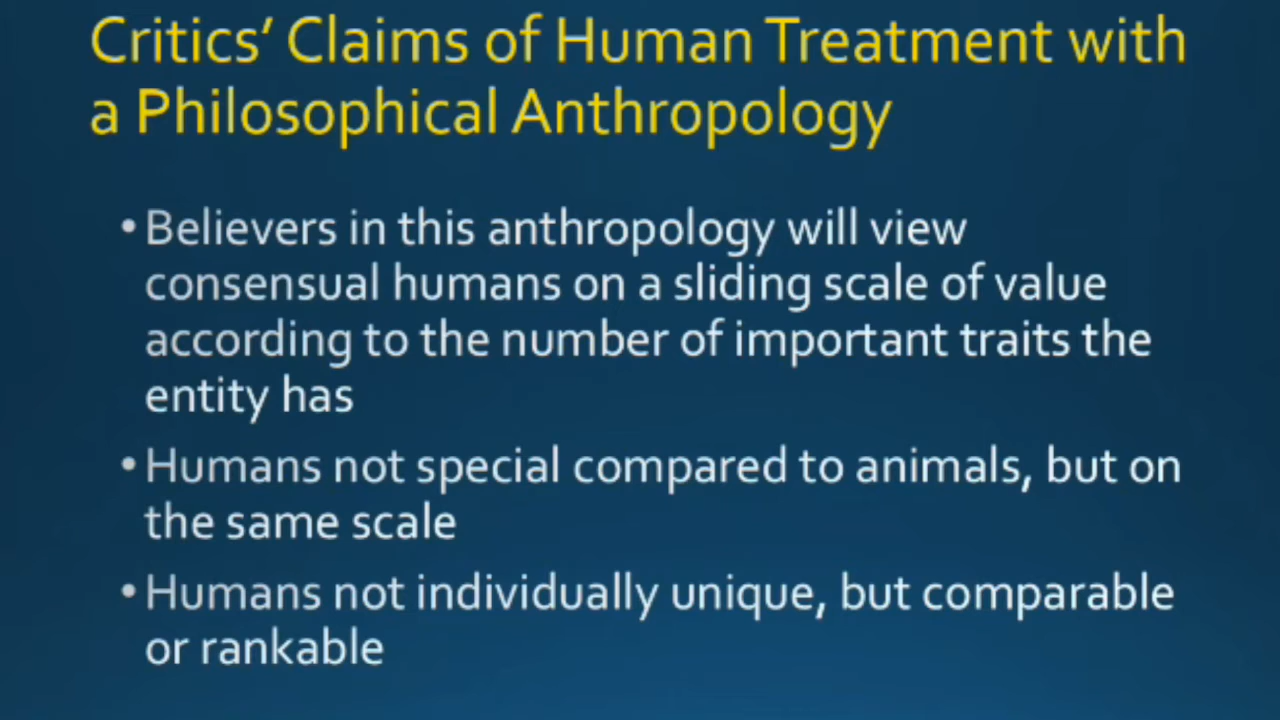 Critics’ Claims of Human Treatment with
a Philosophical Anthropology
•Believers in this anthropology will view
consensual humans on a sliding scale of value
according to the number of important traits the
entity has
•Humans not special compared to animals, but on
the same scale
•Humans not individually unique, but comparable
or rankable